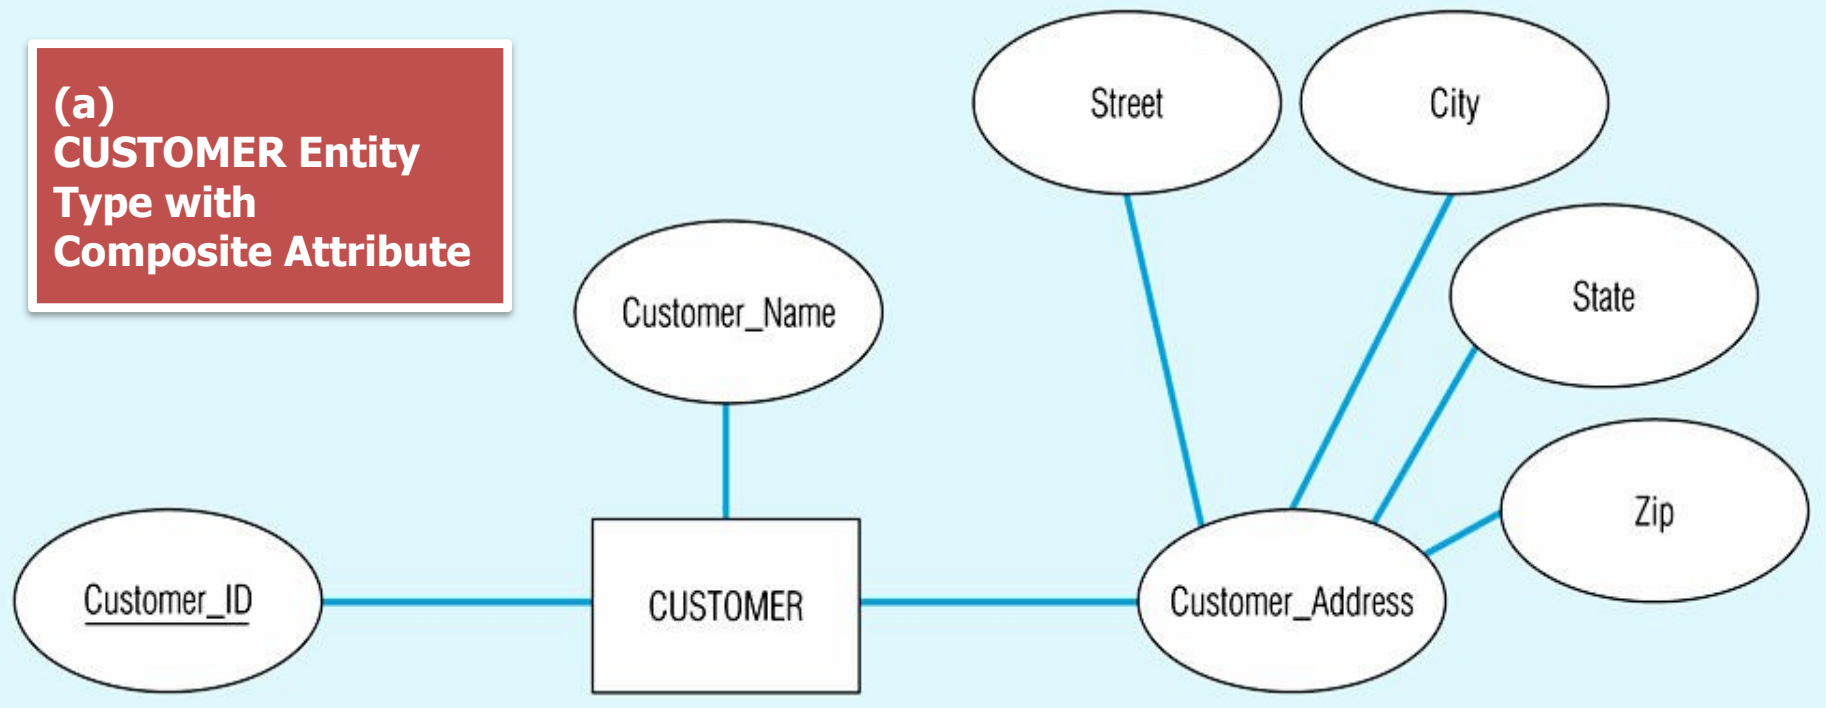 (a)
CUSTOMER Entity
Type with
Composite Attribute
Street
City
State
Customer_Name
Zip
Customer_ID
CUSTOMER
Customer_Address